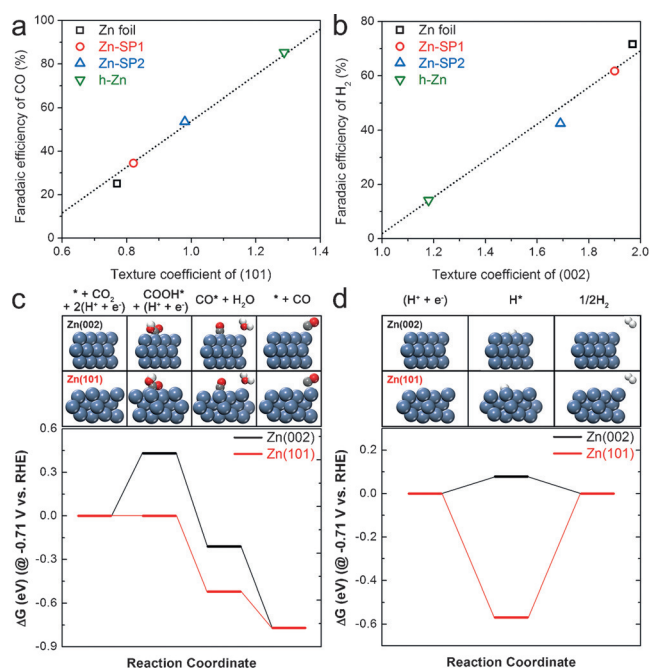 a
Zn foil
Zn-SP1
Zn-SP2
h-Zn
Faradaic efficiency of CO (%)
100
80
60
40
20
0
0.6 0.8 1.0 1.2 1.4
Texture coefficient of (101)
b
Zn foil
Zn-SP1
Zn-SP2
h-Zn
Faradaic efficiency of H₂ (%)
80
60
40
20
0
1.0 1.2 1.4 1.6 1.8 2.0
Texture coefficient of (002)
c
* + CO₂
+ 2(H⁺ + e⁻)
COOH*
+ (H⁺ + e⁻)
CO* + H₂O
* + CO
Zn(002)
Zn(101)
Zn(002)
Zn(101)
ΔG (eV) (@ -0.71 V vs. RHE)
0.6
0.3
0.0
-0.3
-0.6
-0.9
Reaction Coordinate
d
(H⁺ + e⁻)
H*
1/2H₂
Zn(002)
Zn(101)
Zn(002)
Zn(101)
ΔG (eV) (@ -0.71 V vs. RHE)
0.2
0.0
-0.2
-0.4
-0.6
Reaction Coordinate